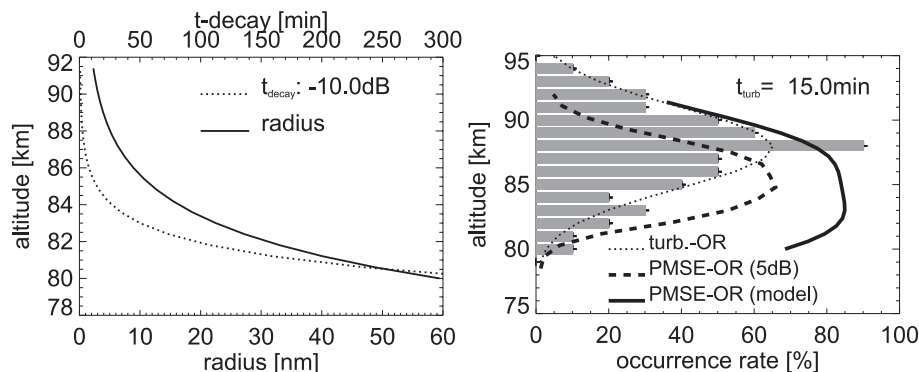 t-decay [min]
0 50 100 150 200 250 300
92
90
88
86
84
82
80
78
altitude [km]
t_decay: -10.0dB
radius
0 10 20 30 40 50 60
radius [nm]
95
90
85
80
75
altitude [km]
t_turb = 15.0min
turb.-OR
PMSE-OR (5dB)
PMSE-OR (model)
0 20 40 60 80 100
occurrence rate [%]